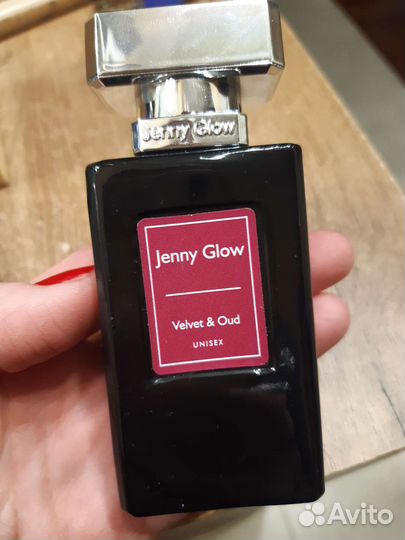 Jenny Glow
Jenny Glow
Velvet & Oud
UNISEX
Avito